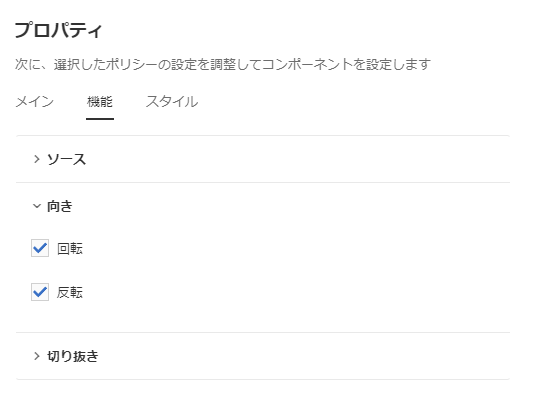 プロパティ
次に、選択したポリシーの設定を調整してコンポーネントを設定します
メイン 機能 スタイル
ソース
向き
回転
反転
切り抜き